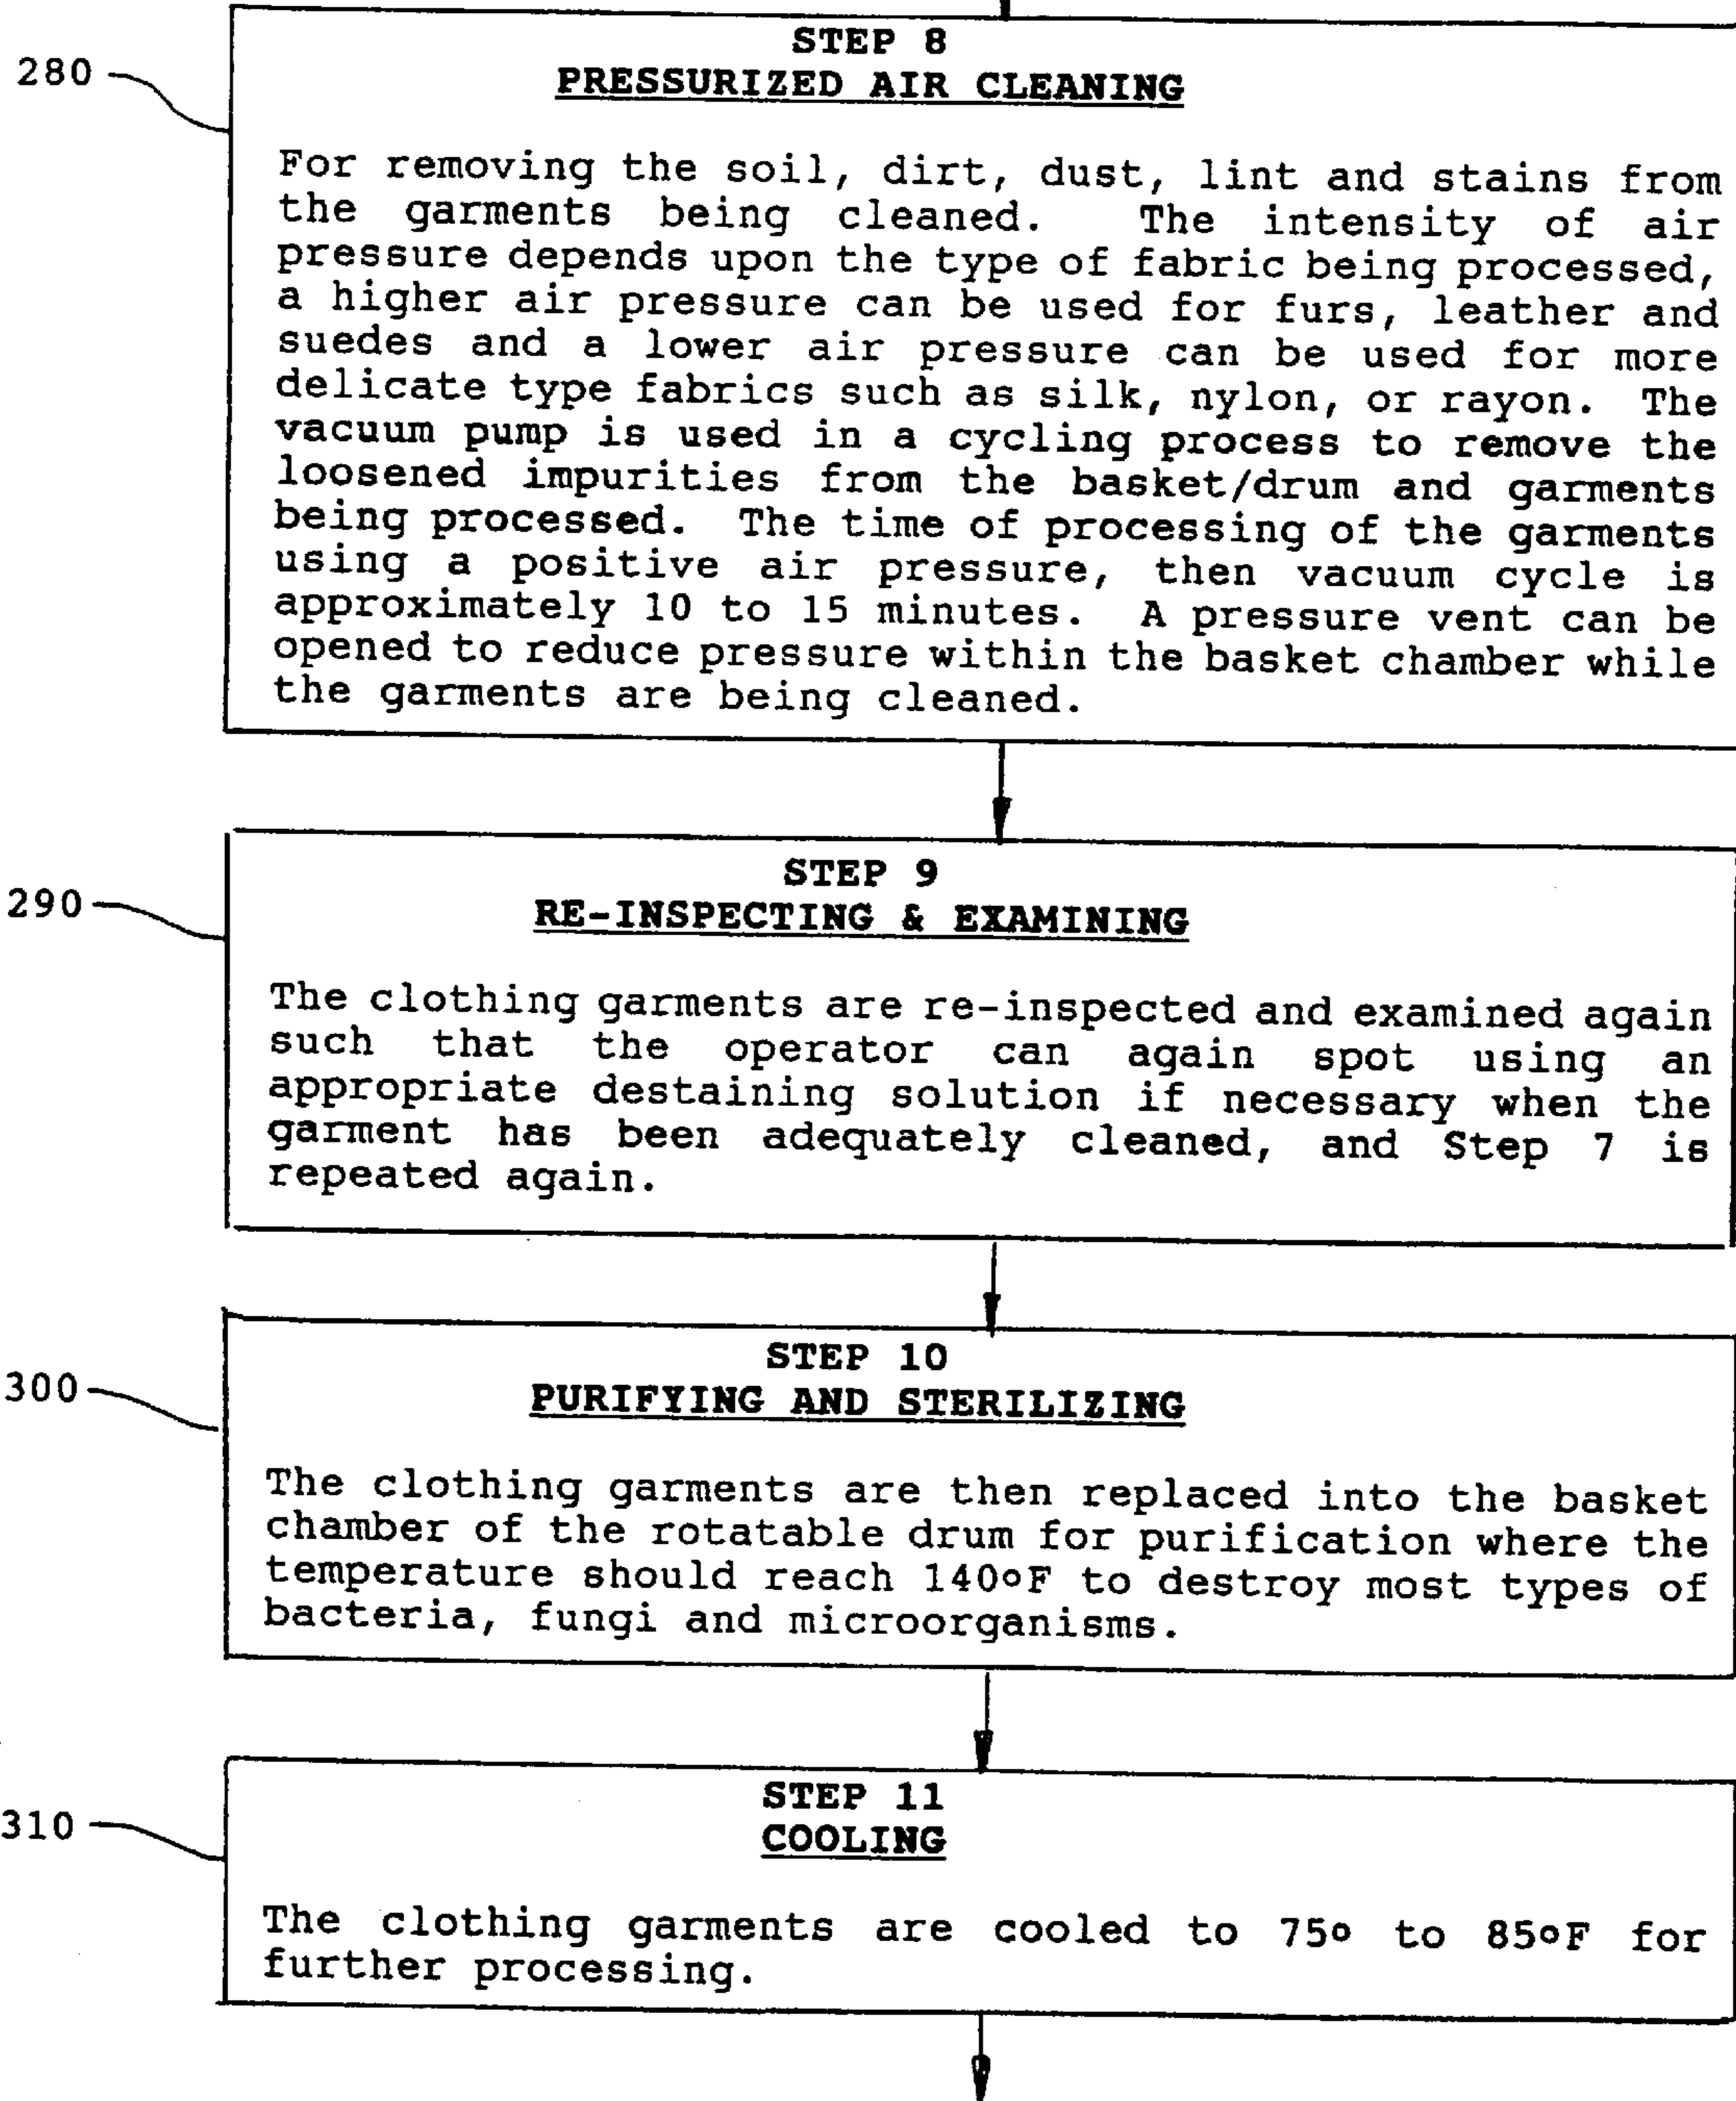 STEP 8
280
PRESSURIZED AIR CLEANING
For removing the soil, dirt, dust, lint and stains from
the garments being cleaned. The intensity of air
pressure depends upon the type of fabric being processed,
a higher air pressure can be used for furs, leather and
suedes and a lower air pressure can be used for more
delicate type fabrics such as silk, nylon, or rayon. The
vacuum pump is used in a cycling process to remove the
loosened impurities from the basket/drum and garments
being processed. The time of processing of the garments
using a positive air pressure, then vacuum cycle is
approximately 10 to 15 minutes. A pressure vent can be
opened to reduce pressure within the basket chamber while
the garments are being cleaned.
STEP 9
290
RE-INSPECTING & EXAMINING
The clothing garments are re-inspected and examined again
such that the operator can again spot using an
appropriate destaining solution if necessary when the
garment has been adequately cleaned, and Step 7 is
repeated again.
STEP 10
300
PURIFYING AND STERILIZING
The clothing garments are then replaced into the basket
chamber of the rotatable drum for purification where the
temperature should reach 140oF to destroy most types of
bacteria, fungi and microorganisms.
STEP 11
310
COOLING
The clothing garments are cooled to 75o to 85oF for
further processing.